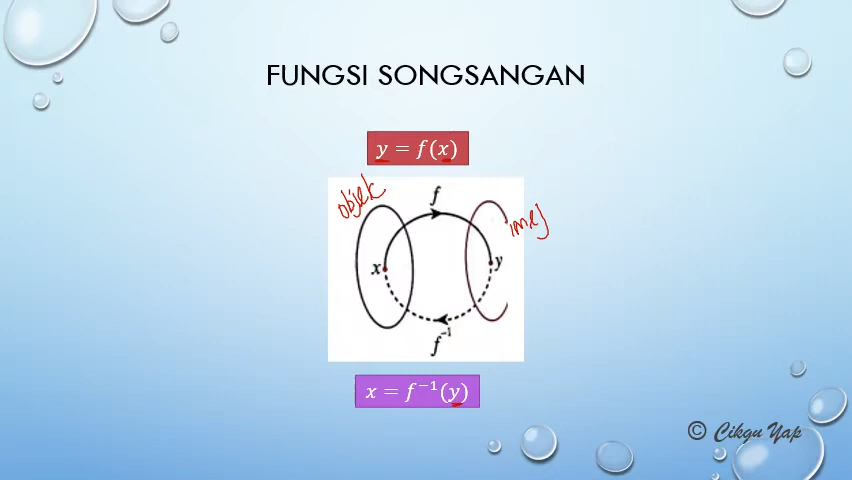 FUNGSI SONGSANGAN
y = f(x)
objek
f
imej
x
y
f⁻¹
x = f⁻¹(y)
© Cikgu Yap